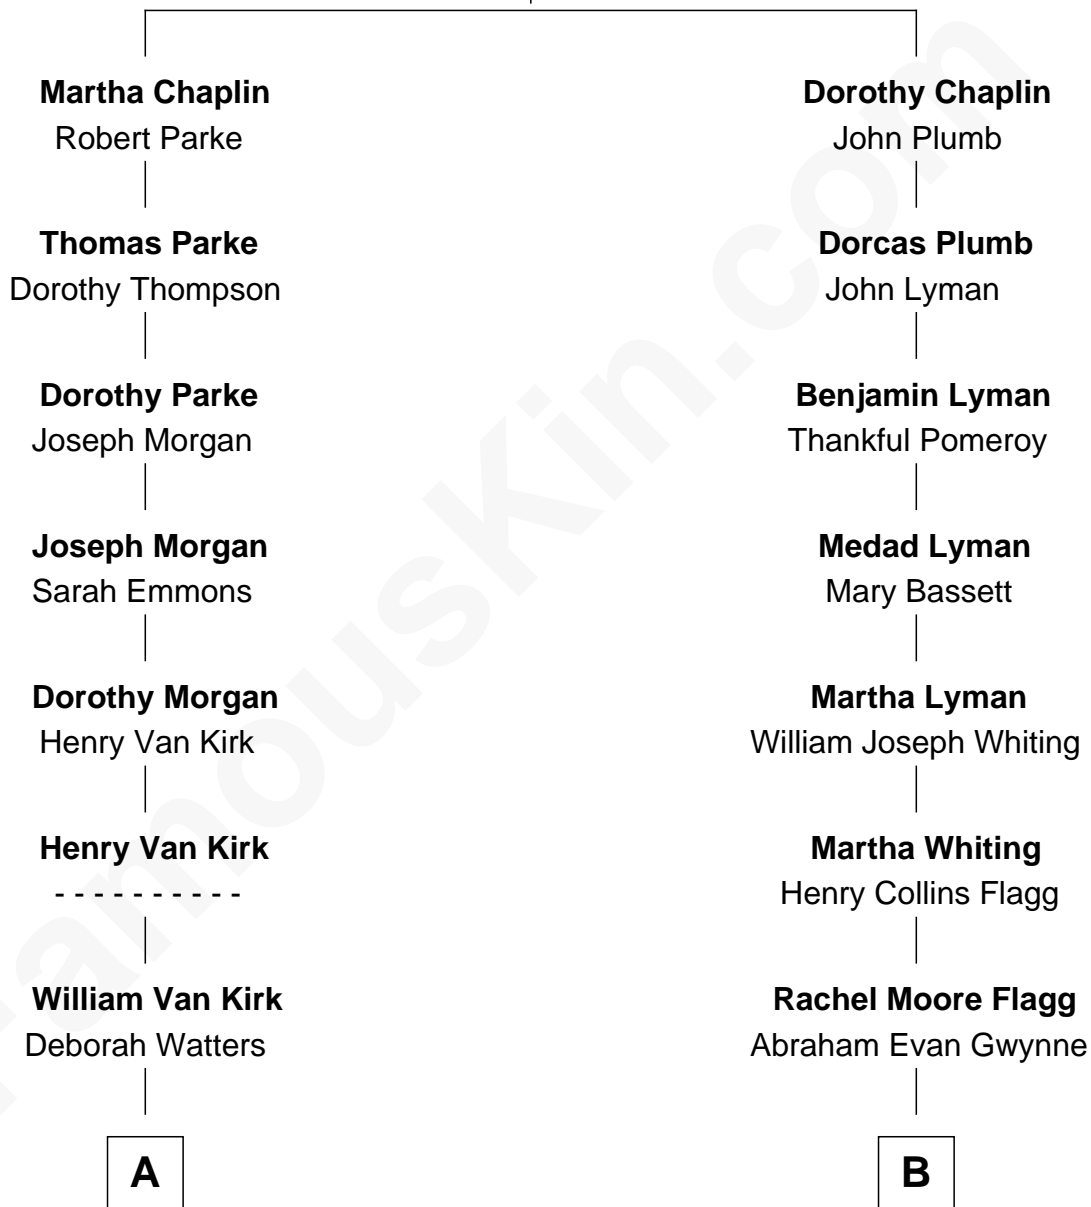 Martha Chaplin
Robert Parke
Thomas Parke
Dorothy Thompson
Dorothy Parke
Joseph Morgan
Joseph Morgan
Sarah Emmons
Dorothy Morgan
Henry Van Kirk
Henry Van Kirk
- - - - - - - - - -
William Van Kirk
Deborah Watters
A
Dorothy Chaplin
John Plumb
Dorcas Plumb
John Lyman
Benjamin Lyman
Thankful Pomeroy
Medad Lyman
Mary Bassett
Martha Lyman
William Joseph Whiting
Martha Whiting
Henry Collins Flagg
Rachel Moore Flagg
Abraham Evan Gwynne
B
FamousKin.com